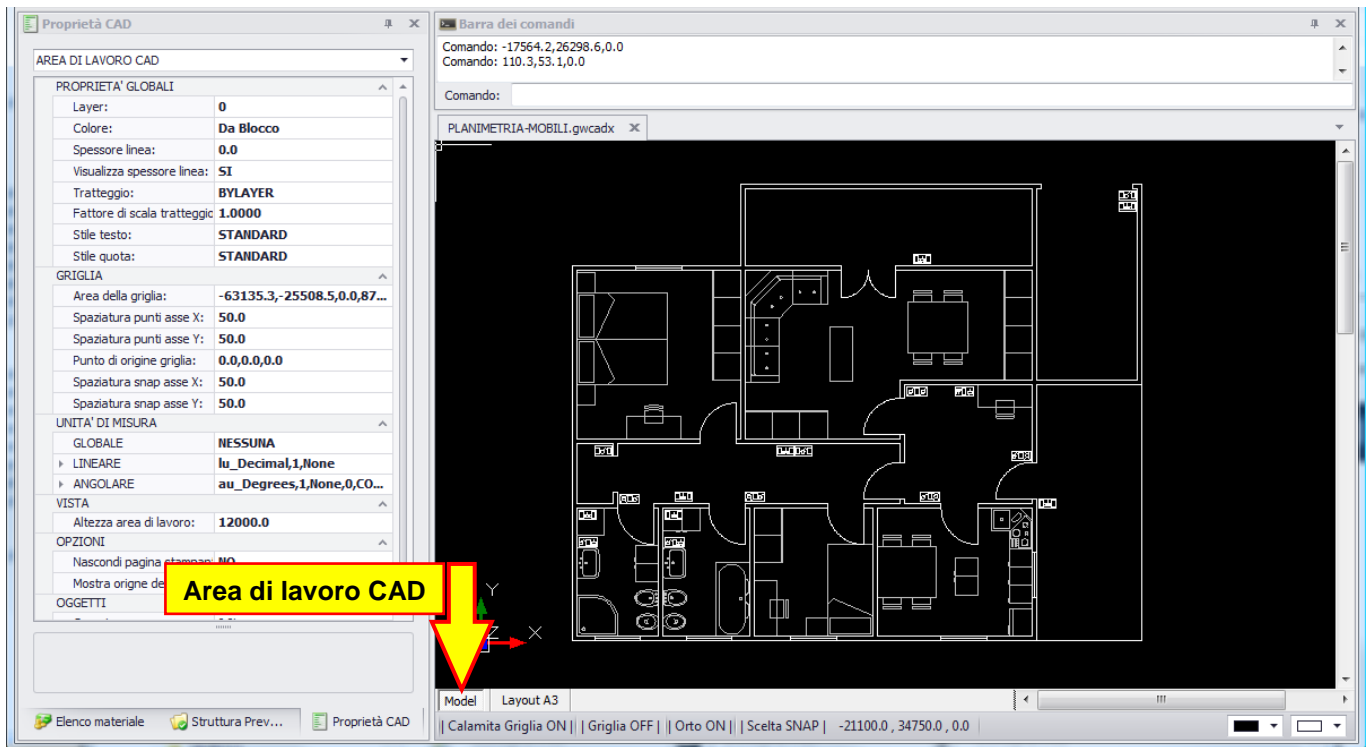 Proprietà CAD
AREA DI LAVORO CAD
PROPRIETA' GLOBALI
Layer: 0
Colore: Da Blocco
Spessore linea: 0.0
Visualizza spessore linea: SI
Tratteggio: BYLAYER
Fattore di scala tratteggio 1.0000
Stile testo: STANDARD
Stile quota: STANDARD
GRIGLIA
Area della griglia: -63135.3,-25508.5,0.0,87...
Spaziatura punti asse X: 50.0
Spaziatura punti asse Y: 50.0
Punto di origine griglia: 0.0,0.0,0.0
Spaziatura snap asse X: 50.0
Spaziatura snap asse Y: 50.0
UNITA' DI MISURA
GLOBALE NESSUNA
LINEARE lu_Decimal,1,None
ANGOLARE au_Degrees,1,None,0,CO...
VISTA
Altezza area di lavoro: 12000.0
OPZIONI
Nascondi pagina stampan NO
Mostra origne de
OGGETTI
Elenco materiale Struttura Prev... Proprietà CAD
Barra dei comandi
Comando: -17564.2,26298.6,0.0
Comando: 110.3,53.1,0.0
Comando:
PLANIMETRIA-MOBILI.gwcadx
Area di lavoro CAD
Y
Z X
Model Layout A3
|| Calamita Griglia ON || || Griglia OFF | || Orto ON || || Scelta SNAP | -21100.0 , 34750.0 , 0.0